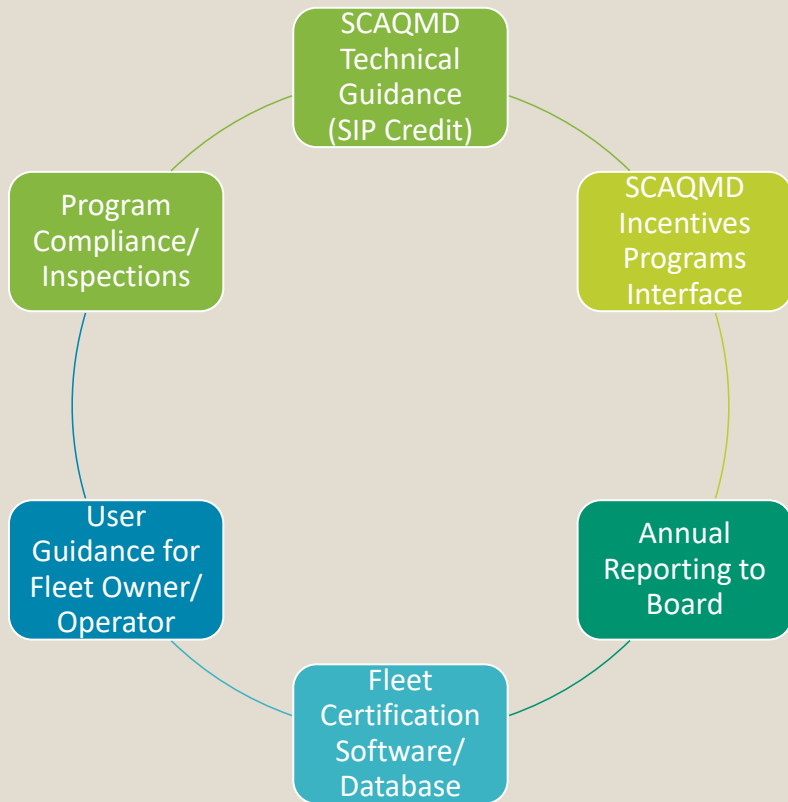 SCAQMD
Technical
Guidance
(SIP Credit)
SCAQMD
Incentives
Programs
Interface
Annual
Reporting to
Board
Fleet
Certification
Software/
Database
User
Guidance for
Fleet Owner/
Operator
Program
Compliance/
Inspections